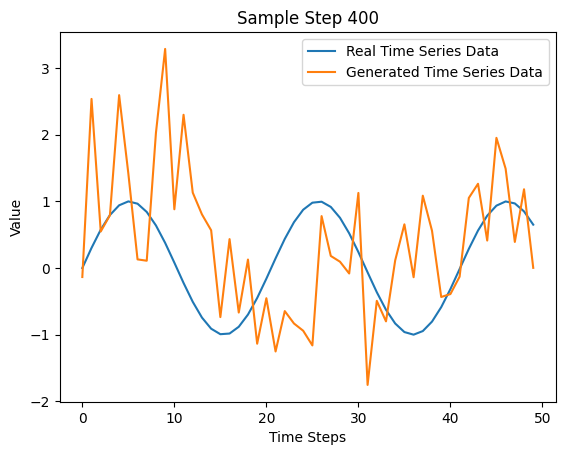 Sample Step 400
Real Time Series Data
Generated Time Series Data
3
2
1
0
−1
−2
Value
0 10 20 30 40 50
Time Steps